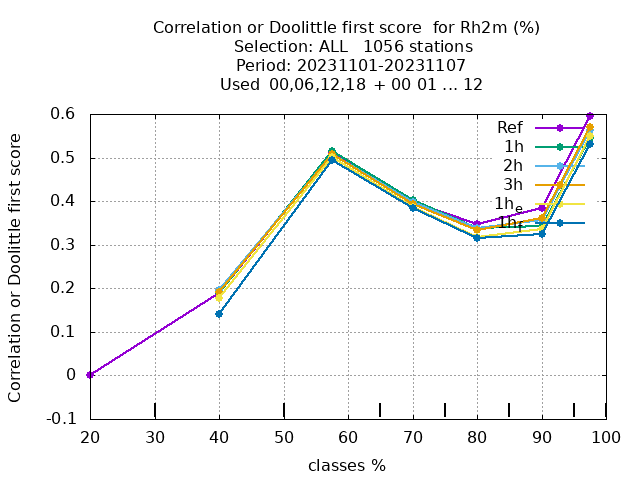 Correlation or Doolittle first score  for Rh2m (%)
Selection: ALL   1056 stations
Period: 20231101-20231107
Used  00,06,12,18  + 00 01 ... 12
Correlation or Doolittle first score
0.6
0.5
0.4
0.3
0.2
0.1
0
-0.1
Ref
1h
2h
3h
1h_e
1h_f
20 30 40 50 60 70 80 90 100
classes %